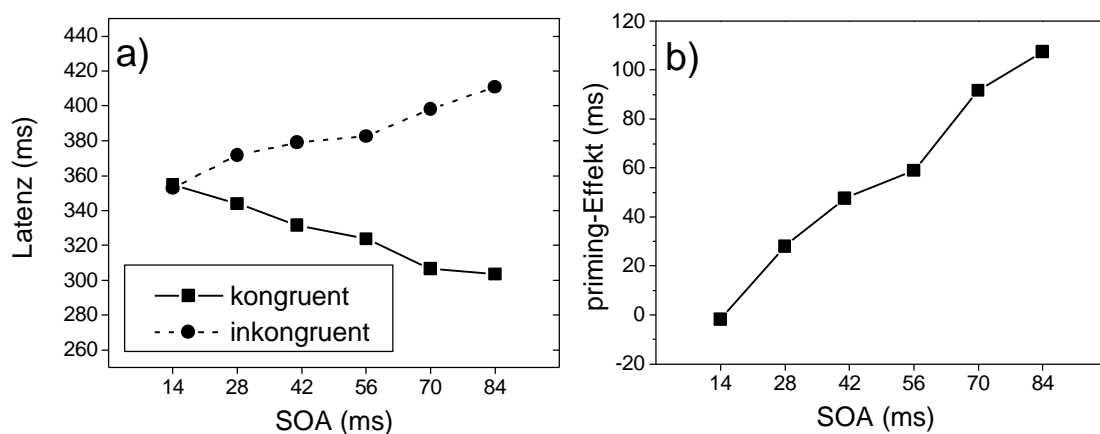 a)
Latenz (ms)
440
420
400
380
360
340
320
300
280
260
kongruent
inkongruent
14 28 42 56 70 84
SOA (ms)
b)
priming-Effekt (ms)
120
100
80
60
40
20
0
-20
14 28 42 56 70 84
SOA (ms)